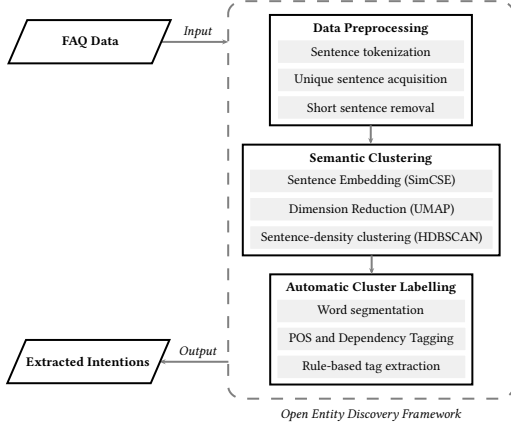 FAQ Data
Input
Data Preprocessing
Sentence tokenization
Unique sentence acquisition
Short sentence removal
Semantic Clustering
Sentence Embedding (SimCSE)
Dimension Reduction (UMAP)
Sentence-density clustering (HDBSCAN)
Automatic Cluster Labelling
Word segmentation
POS and Dependency Tagging
Rule-based tag extraction
Output
Extracted Intentions
Open Entity Discovery Framework